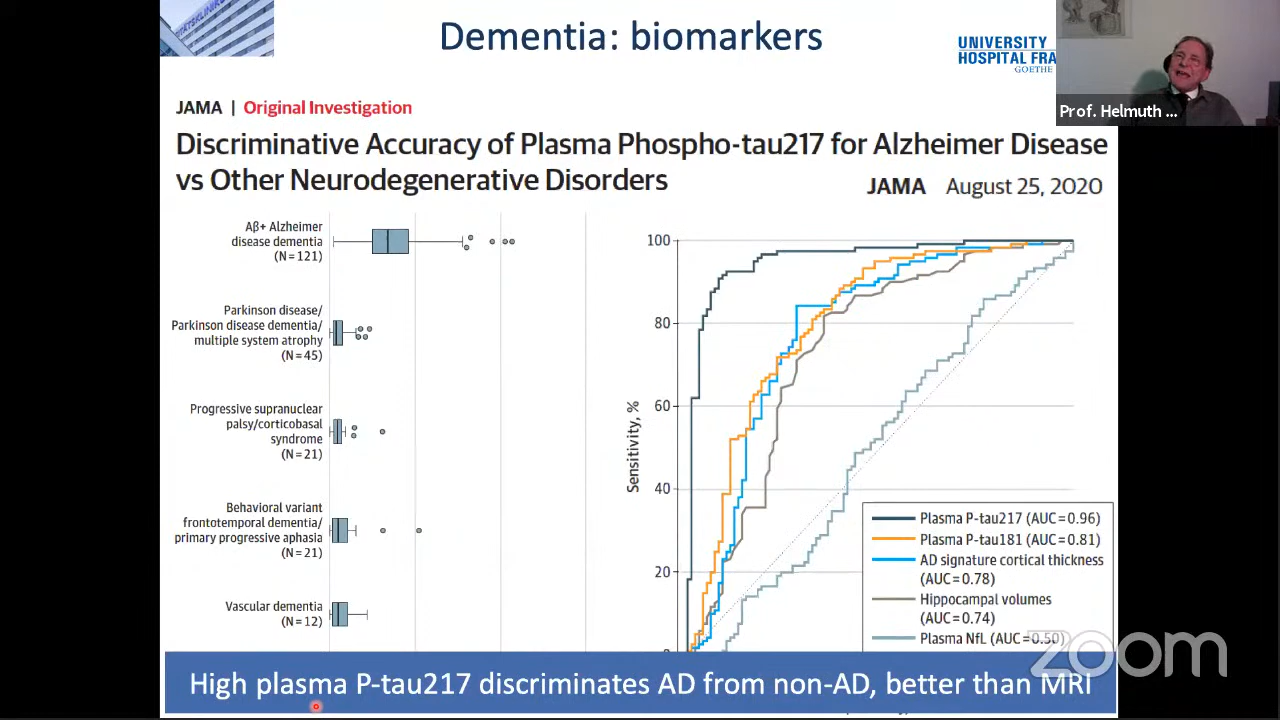 Dementia: biomarkers
UNIVERSITY
HOSPITAL FRA
GOETHE
Prof. Helmuth ...
JAMA | Original Investigation
Discriminative Accuracy of Plasma Phospho-tau217 for Alzheimer Disease
vs Other Neurodegenerative Disorders
JAMA August 25, 2020
Aβ+ Alzheimer
disease dementia
(N=121)
Parkinson disease/
Parkinson disease dementia/
multiple system atrophy
(N=45)
Progressive supranuclear
palsy/corticobasal
syndrome
(N=21)
Behavioral variant
frontotemporal dementia/
primary progressive aphasia
(N=21)
Vascular dementia
(N=12)
Sensitivity, %
100
80
60
40
20
Plasma P-tau217 (AUC=0.96)
Plasma P-tau181 (AUC=0.81)
AD signature cortical thickness
(AUC=0.78)
Hippocampal volumes
(AUC=0.74)
Plasma NfL (AUC=0.50)
zoom
High plasma P-tau217 discriminates AD from non-AD, better than MRI